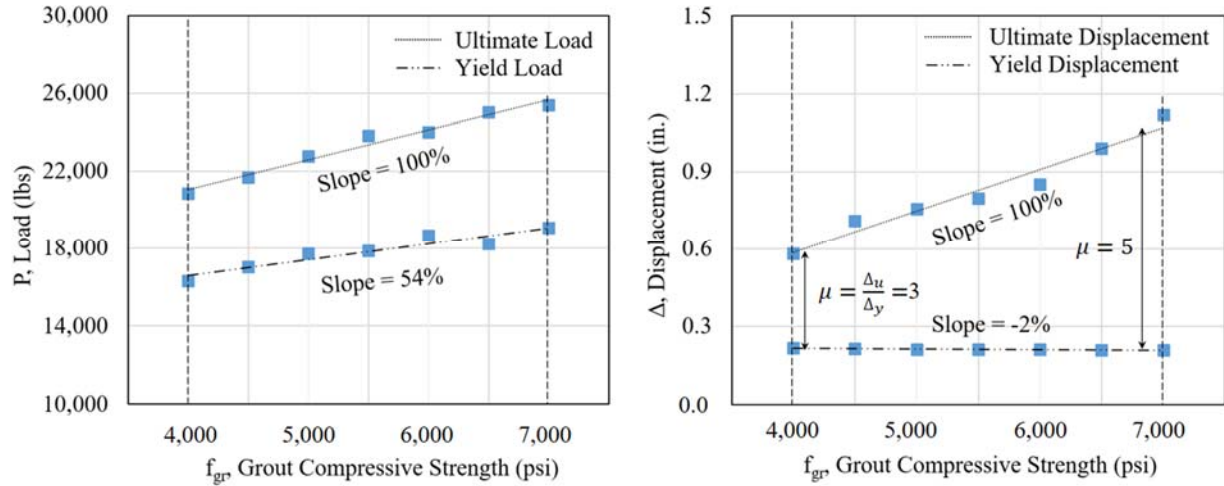 30,000
26,000
22,000
18,000
14,000
10,000
P, Load (lbs)
Ultimate Load
Yield Load
Slope = 100%
Slope = 54%
4,000 5,000 6,000 7,000
f_gr, Grout Compressive Strength (psi)
1.5
1.2
0.9
0.6
0.3
0.0
Δ, Displacement (in.)
Ultimate Displacement
Yield Displacement
Slope = 100%
μ = 5
μ = Δu/Δy =3
Slope = -2%
4,000 5,000 6,000 7,000
f_gr, Grout Compressive Strength (psi)